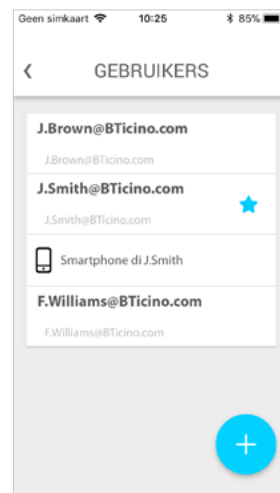 Geen simkaart 10:25 85%
GEBRUIKERS
J.Brown@BTicino.com
J.Brown@BTicino.com
J.Smith@BTicino.com
J.Smith@BTicino.com
Smartphone di J.Smith
F.Williams@BTicino.com
F.Williams@BTicino.com